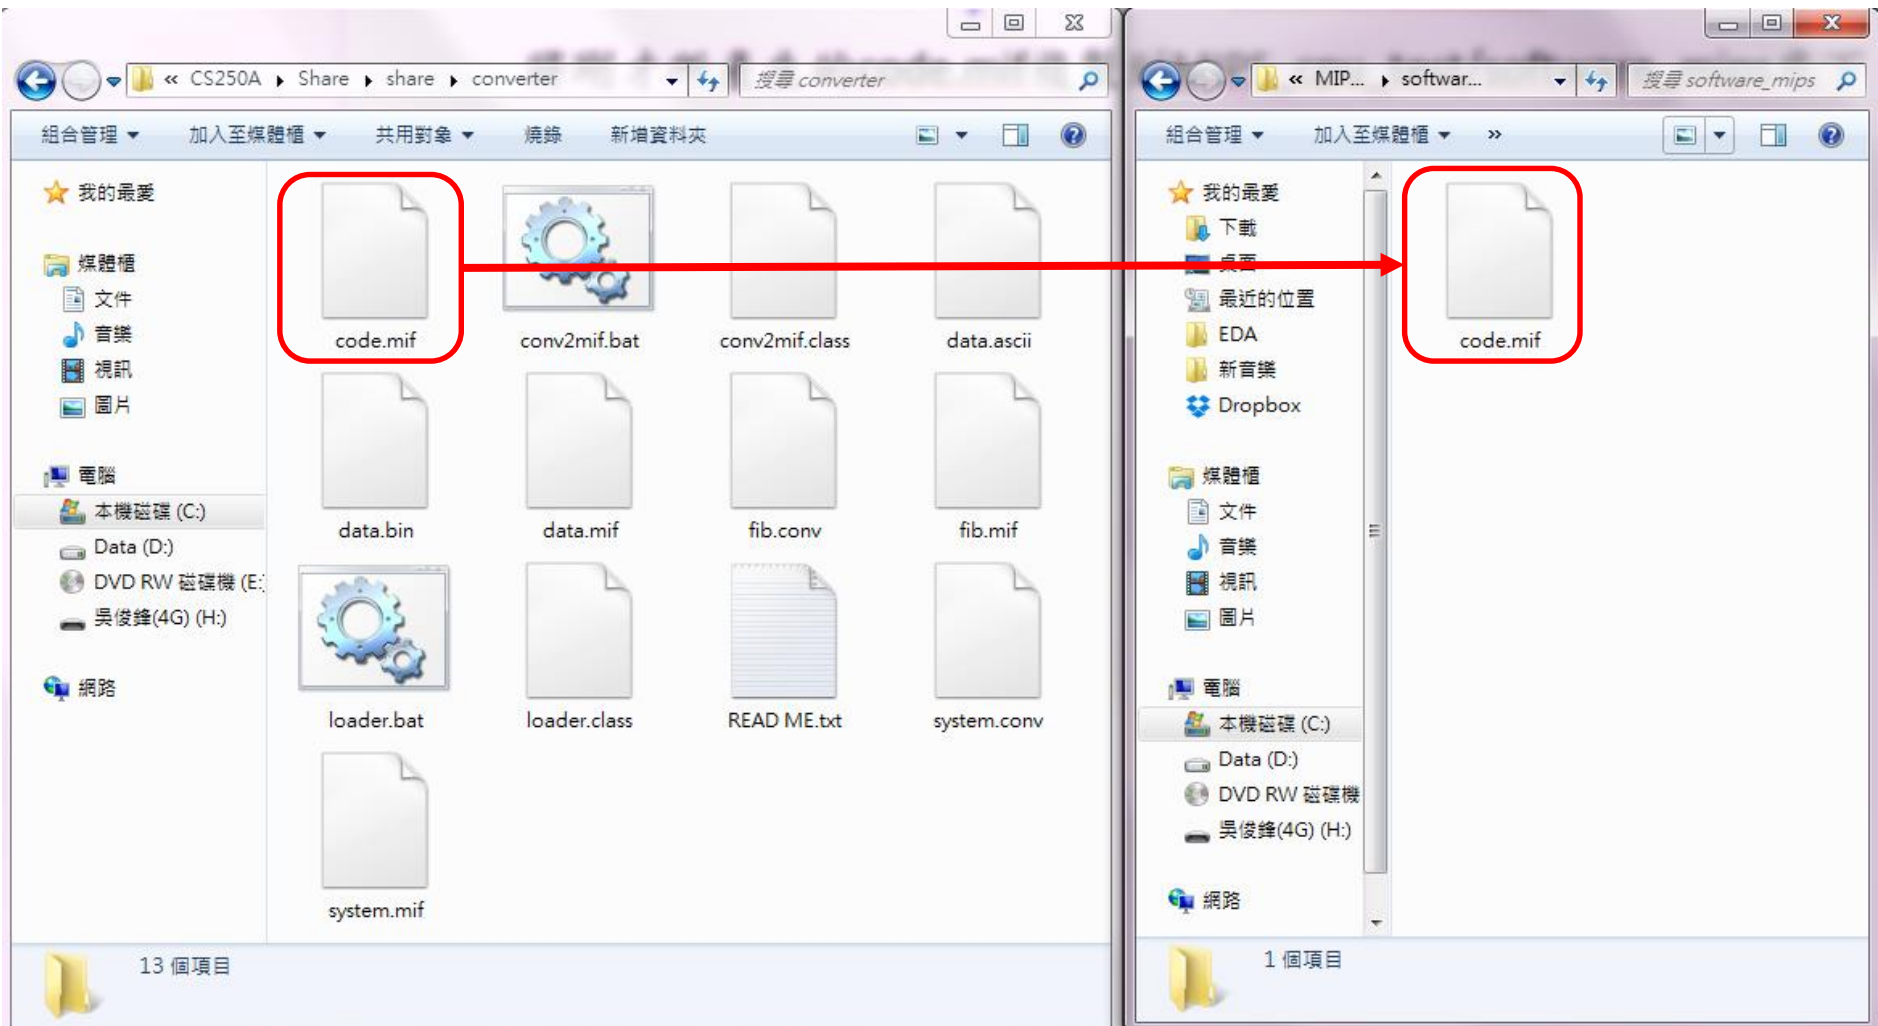 « CS250A ▸ Share ▸ share ▸ converter
搜尋 converter
組合管理 ▼ 加入至媒體櫃 ▼ 共用對象 ▼ 燒錄 新增資料夾
我的最愛
媒體櫃
文件
音樂
視訊
圖片
電腦
本機磁碟 (C:)
Data (D:)
DVD RW 磁碟機 (E:
吳俊鋒(4G) (H:)
網路
code.mif
conv2mif.bat
conv2mif.class
data.ascii
data.bin
data.mif
fib.conv
fib.mif
loader.bat
loader.class
READ ME.txt
system.conv
system.mif
13 個項目
« MIP... ▸ softwar...
搜尋 software_mips
組合管理 ▼ 加入至媒體櫃 ▼ »
我的最愛
下載
桌面
最近的位置
EDA
新音樂
Dropbox
媒體櫃
文件
音樂
視訊
圖片
電腦
本機磁碟 (C:)
Data (D:)
DVD RW 磁碟機
吳俊鋒(4G) (H:)
網路
code.mif
1 個項目